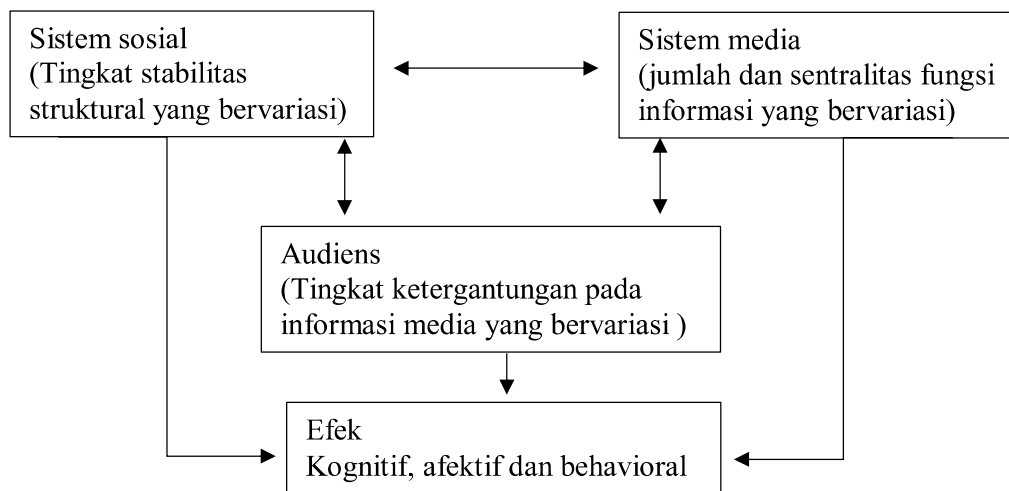 Sistem sosial
(Tingkat stabilitas
struktural yang bervariasi)
Sistem media
(jumlah dan sentralitas fungsi
informasi yang bervariasi)
Audiens
(Tingkat ketergantungan pada
informasi media yang bervariasi )
Efek
Kognitif, afektif dan behavioral